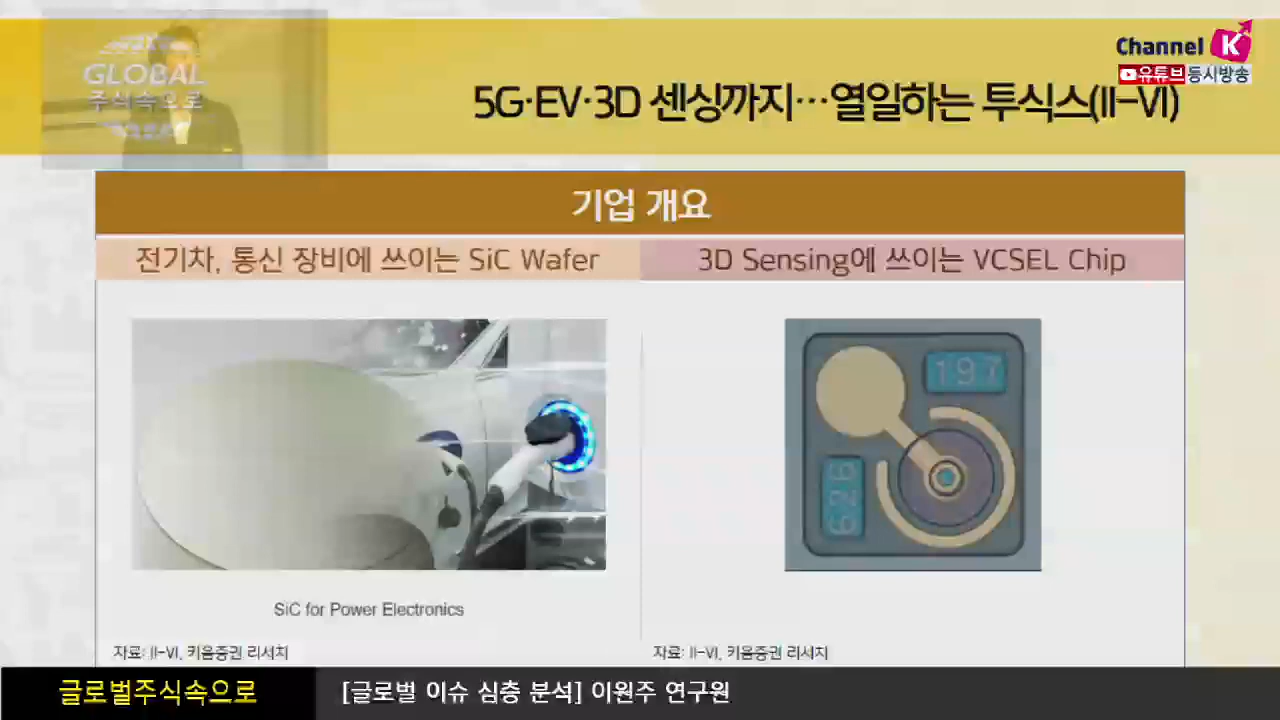 GLOBAL
주식속으로
Channel K
유튜브 동시방송
5G·EV·3D 센싱까지…열일하는 투식스(II-VI)
기업 개요
전기차, 통신 장비에 쓰이는 SiC Wafer
3D Sensing에 쓰이는 VCSEL Chip
197
628
SiC for Power Electronics
자료: II-VI, 키움증권 리서치
자료: II-VI, 키움증권 리서치
글로벌주식속으로
[글로벌 이슈 심층 분석] 이원주 연구원